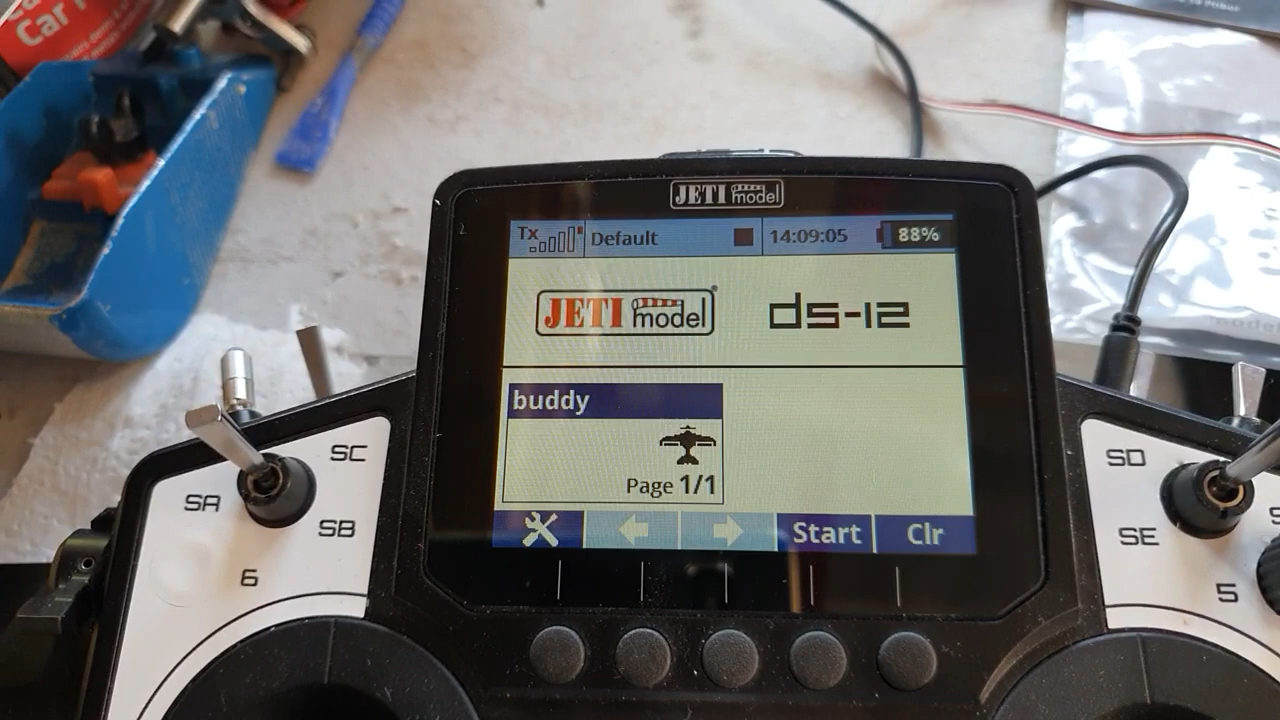 Car
JETI model
Tx Default 14:09:05 88%
JETI model ® ds-12
buddy
Page 1/1
Start Clr
SC
SA
SB
6
SD
SE
5